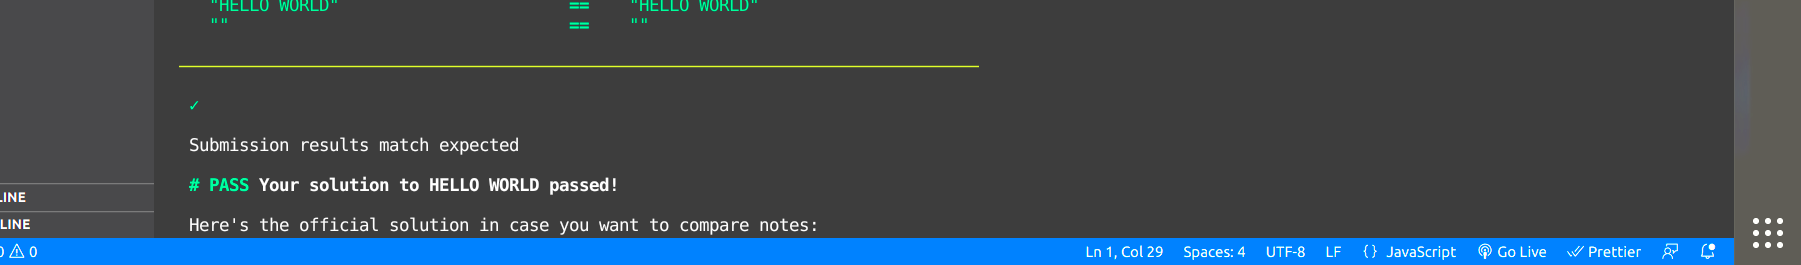 "HELLO WORLD" == "HELLO WORLD"
"" == ""
✓
Submission results match expected
# PASS Your solution to HELLO WORLD passed!
LINE
Here's the official solution in case you want to compare notes:
LINE
0 0 Ln 1, Col 29 Spaces: 4 UTF-8 LF {} JavaScript Go Live Prettier